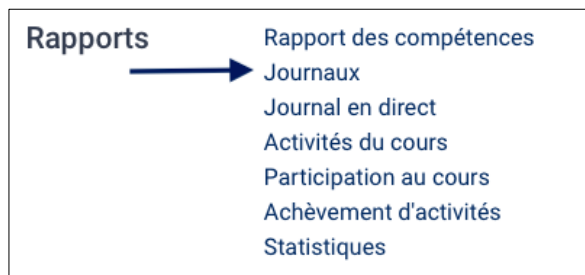 Rapports
Rapport des compétences
Journaux
Journal en direct
Activités du cours
Participation au cours
Achèvement d'activités
Statistiques